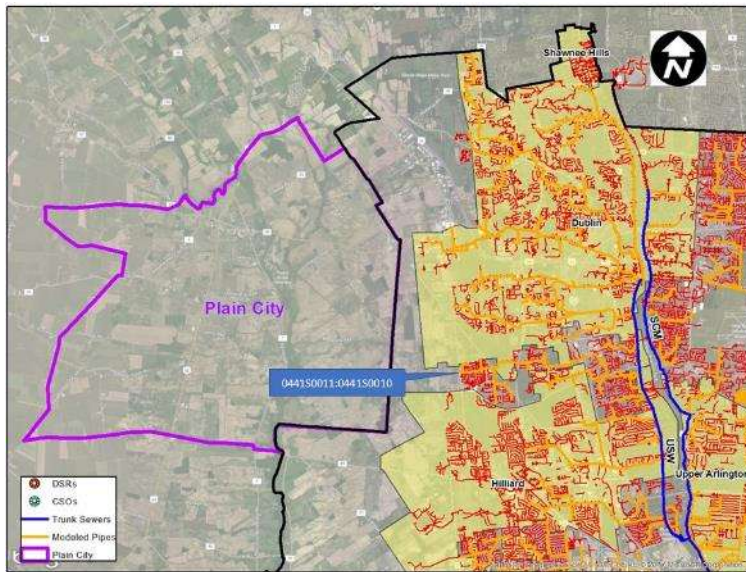 Shawnee Hills
N
Dublin
Plain City
SCM
0441S0011:0441S0010
USW
Upper Arlington
Hilliard
DSRs
CSOs
Trunk Sewers
Modeled Pipes
Plain City